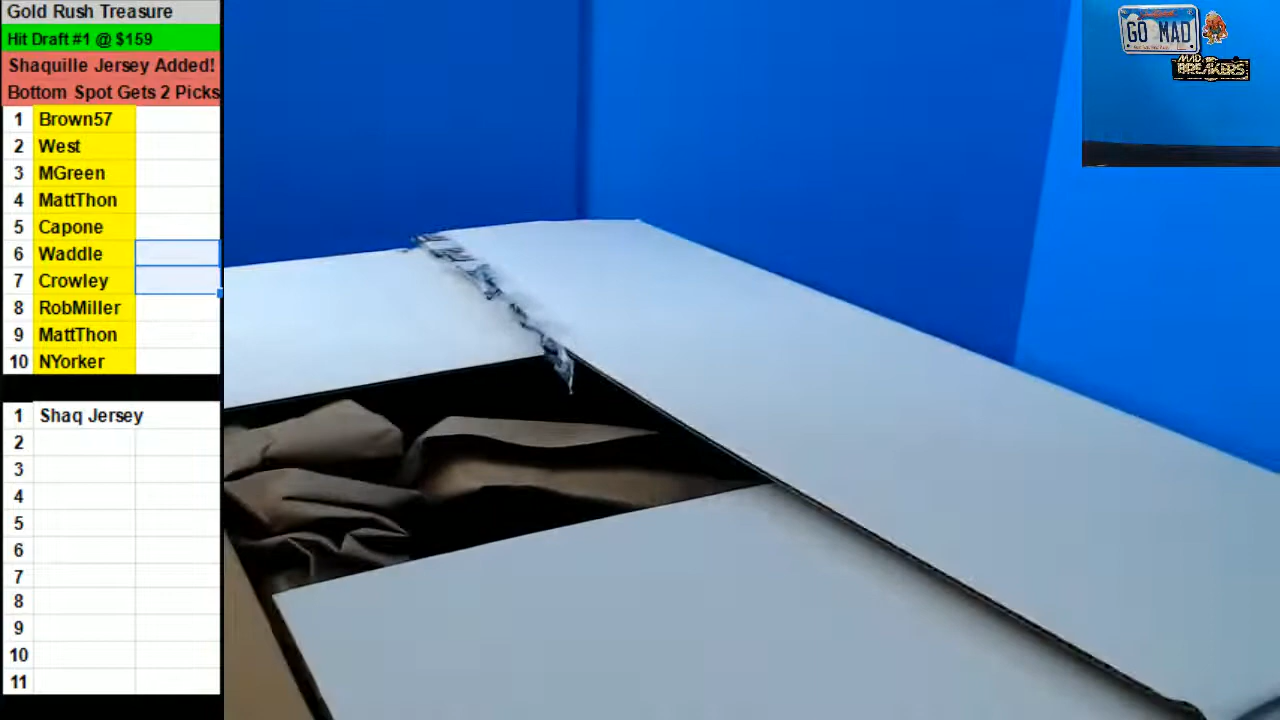 Gold Rush Treasure
Hit Draft #1 @ $159
Shaquille Jersey Added!
Bottom Spot Gets 2 Picks
1 Brown57
2 West
3 MGreen
4 MattThon
5 Capone
6 Waddle
7 Crowley
8 RobMiller
9 MattThon
10 NYorker
1 Shaq Jersey
2
3
4
5
6
7
8
9
10
11
GO MAD
MAD
BREAKERS